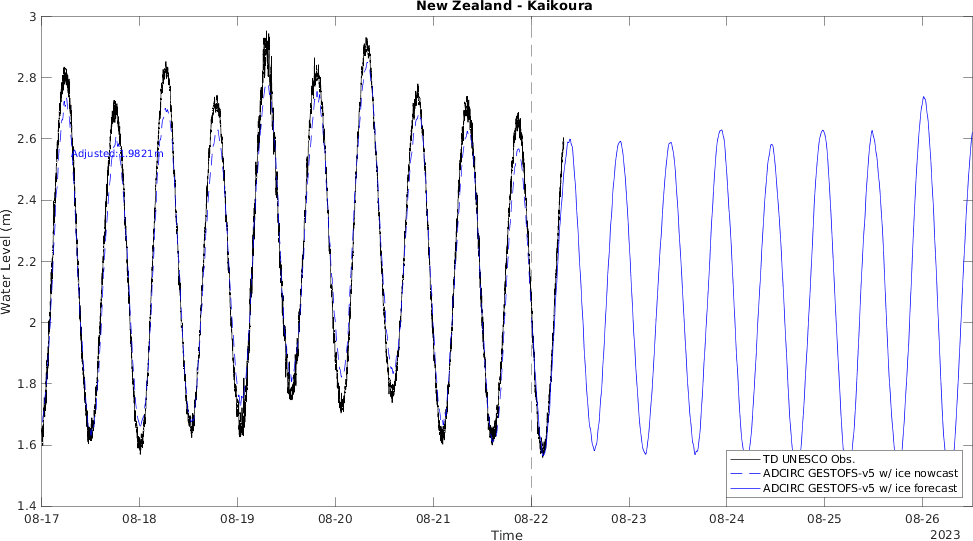 New Zealand - Kaikoura
3
2.8
2.6
2.4
2.2
2
1.8
1.6
1.4
Water Level (m)
Adjusted:1.9821m
TD UNESCO Obs.
ADCIRC GESTOFS-v5 w/ ice nowcast
ADCIRC GESTOFS-v5 w/ ice forecast
08-17 08-18 08-19 08-20 08-21 08-22 08-23 08-24 08-25 08-26
Time
2023